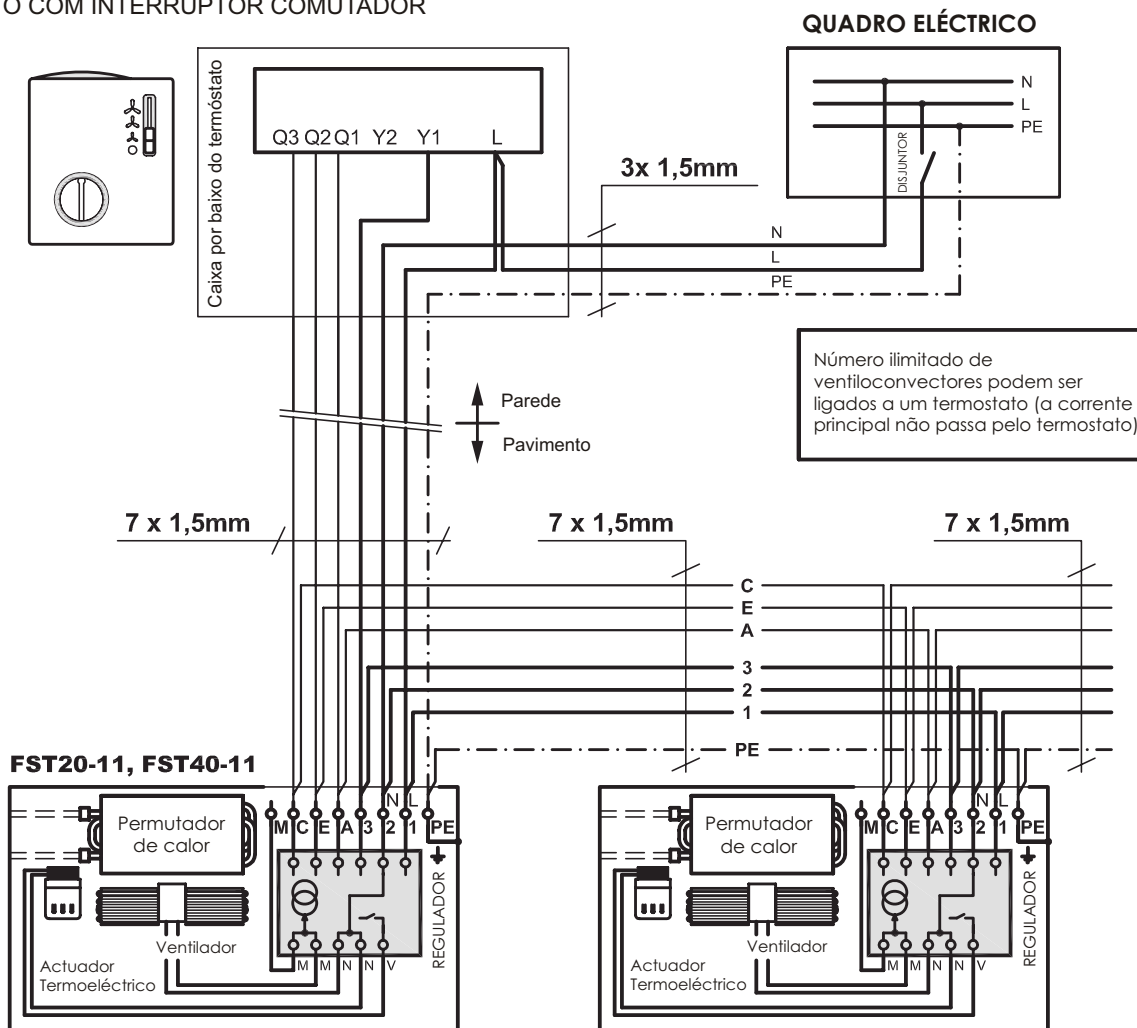 O COM INTERRUPTOR COMUTADOR
QUADRO ELÉCTRICO
Caixa por baixo do termóstato
Q3 Q2 Q1 Y2 Y1 L
N
L
PE
DISJUNTOR
3x 1,5mm
N
L
PE
Número ilimitado de
ventiloconvectores podem ser
ligados a um termostato (a corrente
principal não passa pelo termostato)
Parede
Pavimento
7 x 1,5mm
7 x 1,5mm
7 x 1,5mm
C
E
A
3
2
1
PE
FST20-11, FST40-11
N L
M C E A 3 2 1 PE
Permutador
de calor
Ventilador
Actuador
Termoeléctrico
M M N N V
REGULADOR
N L
M C E A 3 2 1 PE
Permutador
de calor
Ventilador
Actuador
Termoeléctrico
M M N N V
REGULADOR